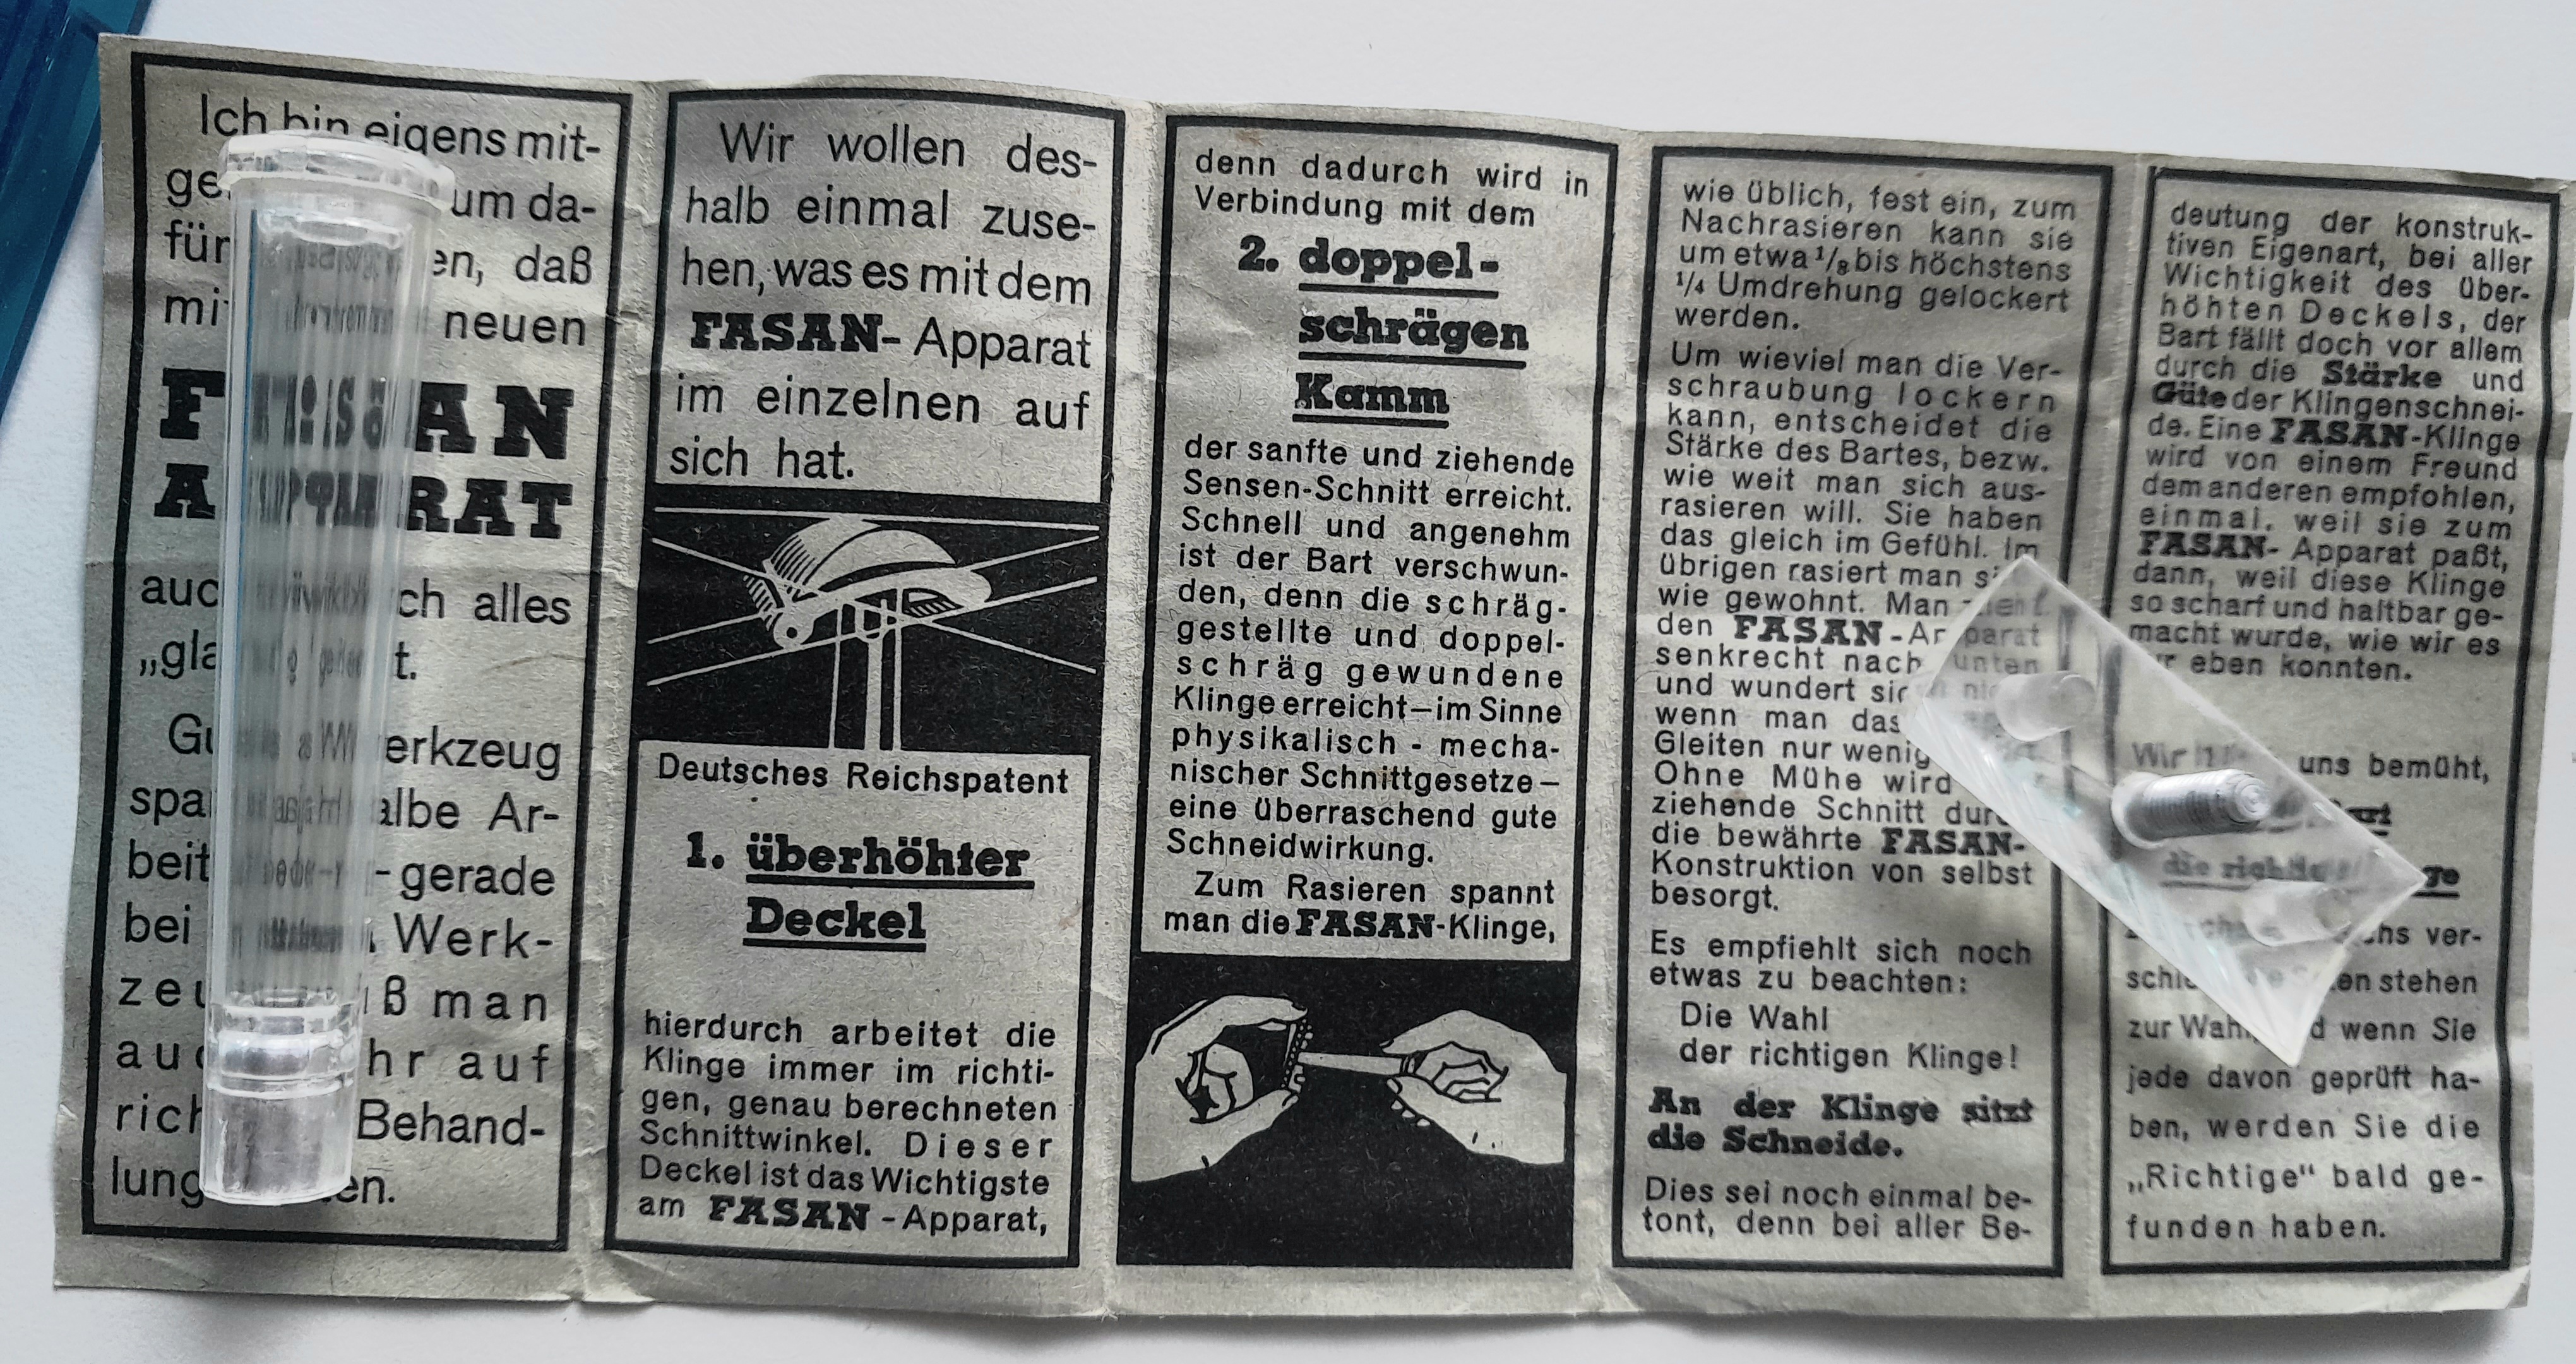 Ich bin eigens mit-
um da-
für daß
neuen
alles
gerade
bei Werk-
man
auf
Behand-
Wir wollen des-
halb einmal zuse-
hen, was es mit dem
FASAN- Apparat
im einzelnen auf
sich hat.
Deutsches Reichspatent
1. überhöhter
Deckel
hierdurch arbeitet die
Klinge immer im richti-
gen, genau berechneten
Schnittwinkel. Dieser
Deckel ist das Wichtigste
am FASAN-Apparat,
denn dadurch wird in
Verbindung mit dem
2. doppel-
schrägen
Kamm
der sanfte und ziehende
Sensen-Schnitt erreicht.
Schnell und angenehm
ist der Bart verschwun-
den, denn die schräg-
gestellte und doppel-
schräg gewundene
Klinge erreicht—im Sinne
physikalisch - mecha-
nischer Schnittgesetze—
eine überraschend gute
Schneidwirkung.
Zum Rasieren spannt
man die FASAN-Klinge,
wie üblich, fest ein, zum
Nachrasieren kann sie
um etwa 1/8 bis höchstens
1/4 Umdrehung gelockert
werden.
Um wieviel man die Ver-
schraubung lockern
kann, entscheidet die
Stärke des Bartes, bezw.
wie weit man sich aus-
rasieren will. Sie haben
das gleich im Gefühl. Im
übrigen rasiert man
wie gewohnt. Man
den FASAN-Apparat
senkrecht nach unten
und wundert
wenn man das
Gleiten nur wenig
Ohne Mühe wird
ziehende Schnitt
die bewährte FASAN-
Konstruktion von selbst
besorgt.
Es empfiehlt sich noch
etwas zu beachten:
Die Wahl
der richtigen Klinge!
An der Klinge sitzt
die Schneide.
Dies sei noch einmal be-
tont, denn bei aller Be-
deutung der konstruk-
tiven Eigenart, bei aller
Wichtigkeit des über-
höhten Deckels, der
Bart fällt doch vor allem
durch die Stärke und
Güte der Klingenschnei-
de. Eine FASAN-Klinge
wird von einem Freund
dem anderen empfohlen,
einmal, weil sie zum
FASAN- Apparat paßt,
dann, weil diese Klinge
so scharf und haltbar ge-
macht wurde, wie wir es
eben konnten.
Wir uns bemüht,
ver-
stehen
zur wenn Sie
jede davon geprüft ha-
ben, werden Sie die
„Richtige“ bald ge-
funden haben.